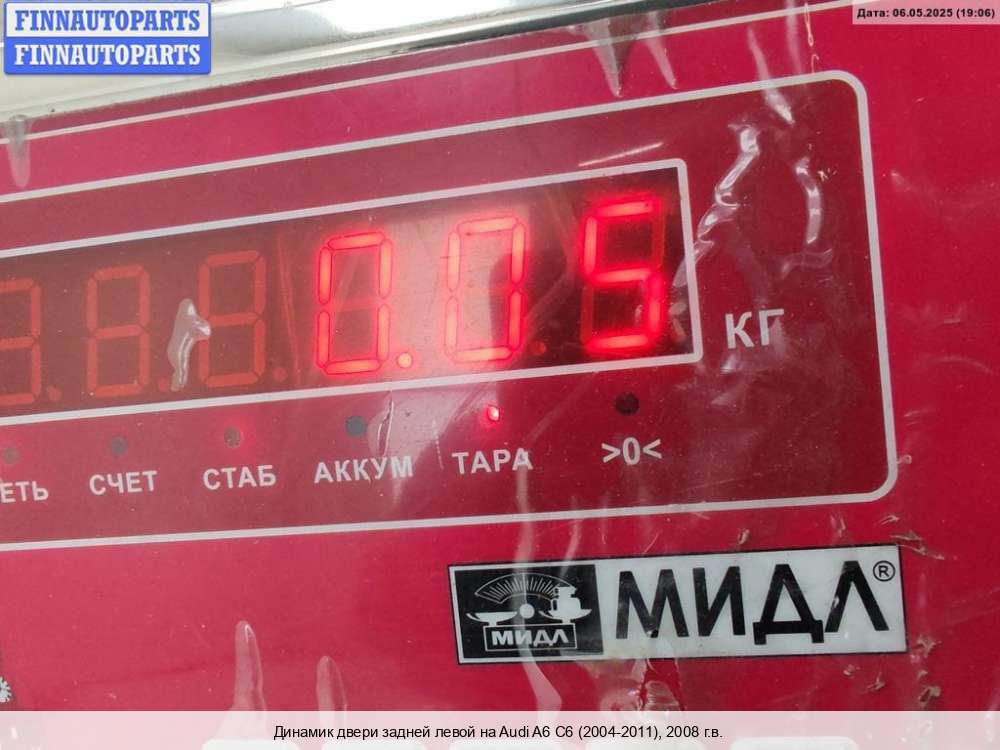 FINNAUTOPARTS
FINNAUTOPARTS
Дата: 06.05.2025 (19:06)
0.05
КГ
ЕТЬ СЧЕТ СТАБ АККУМ ТАРА >0<
МИДЛ
МИДЛ®
Динамик двери задней левой на Audi A6 C6 (2004-2011), 2008 г.в.